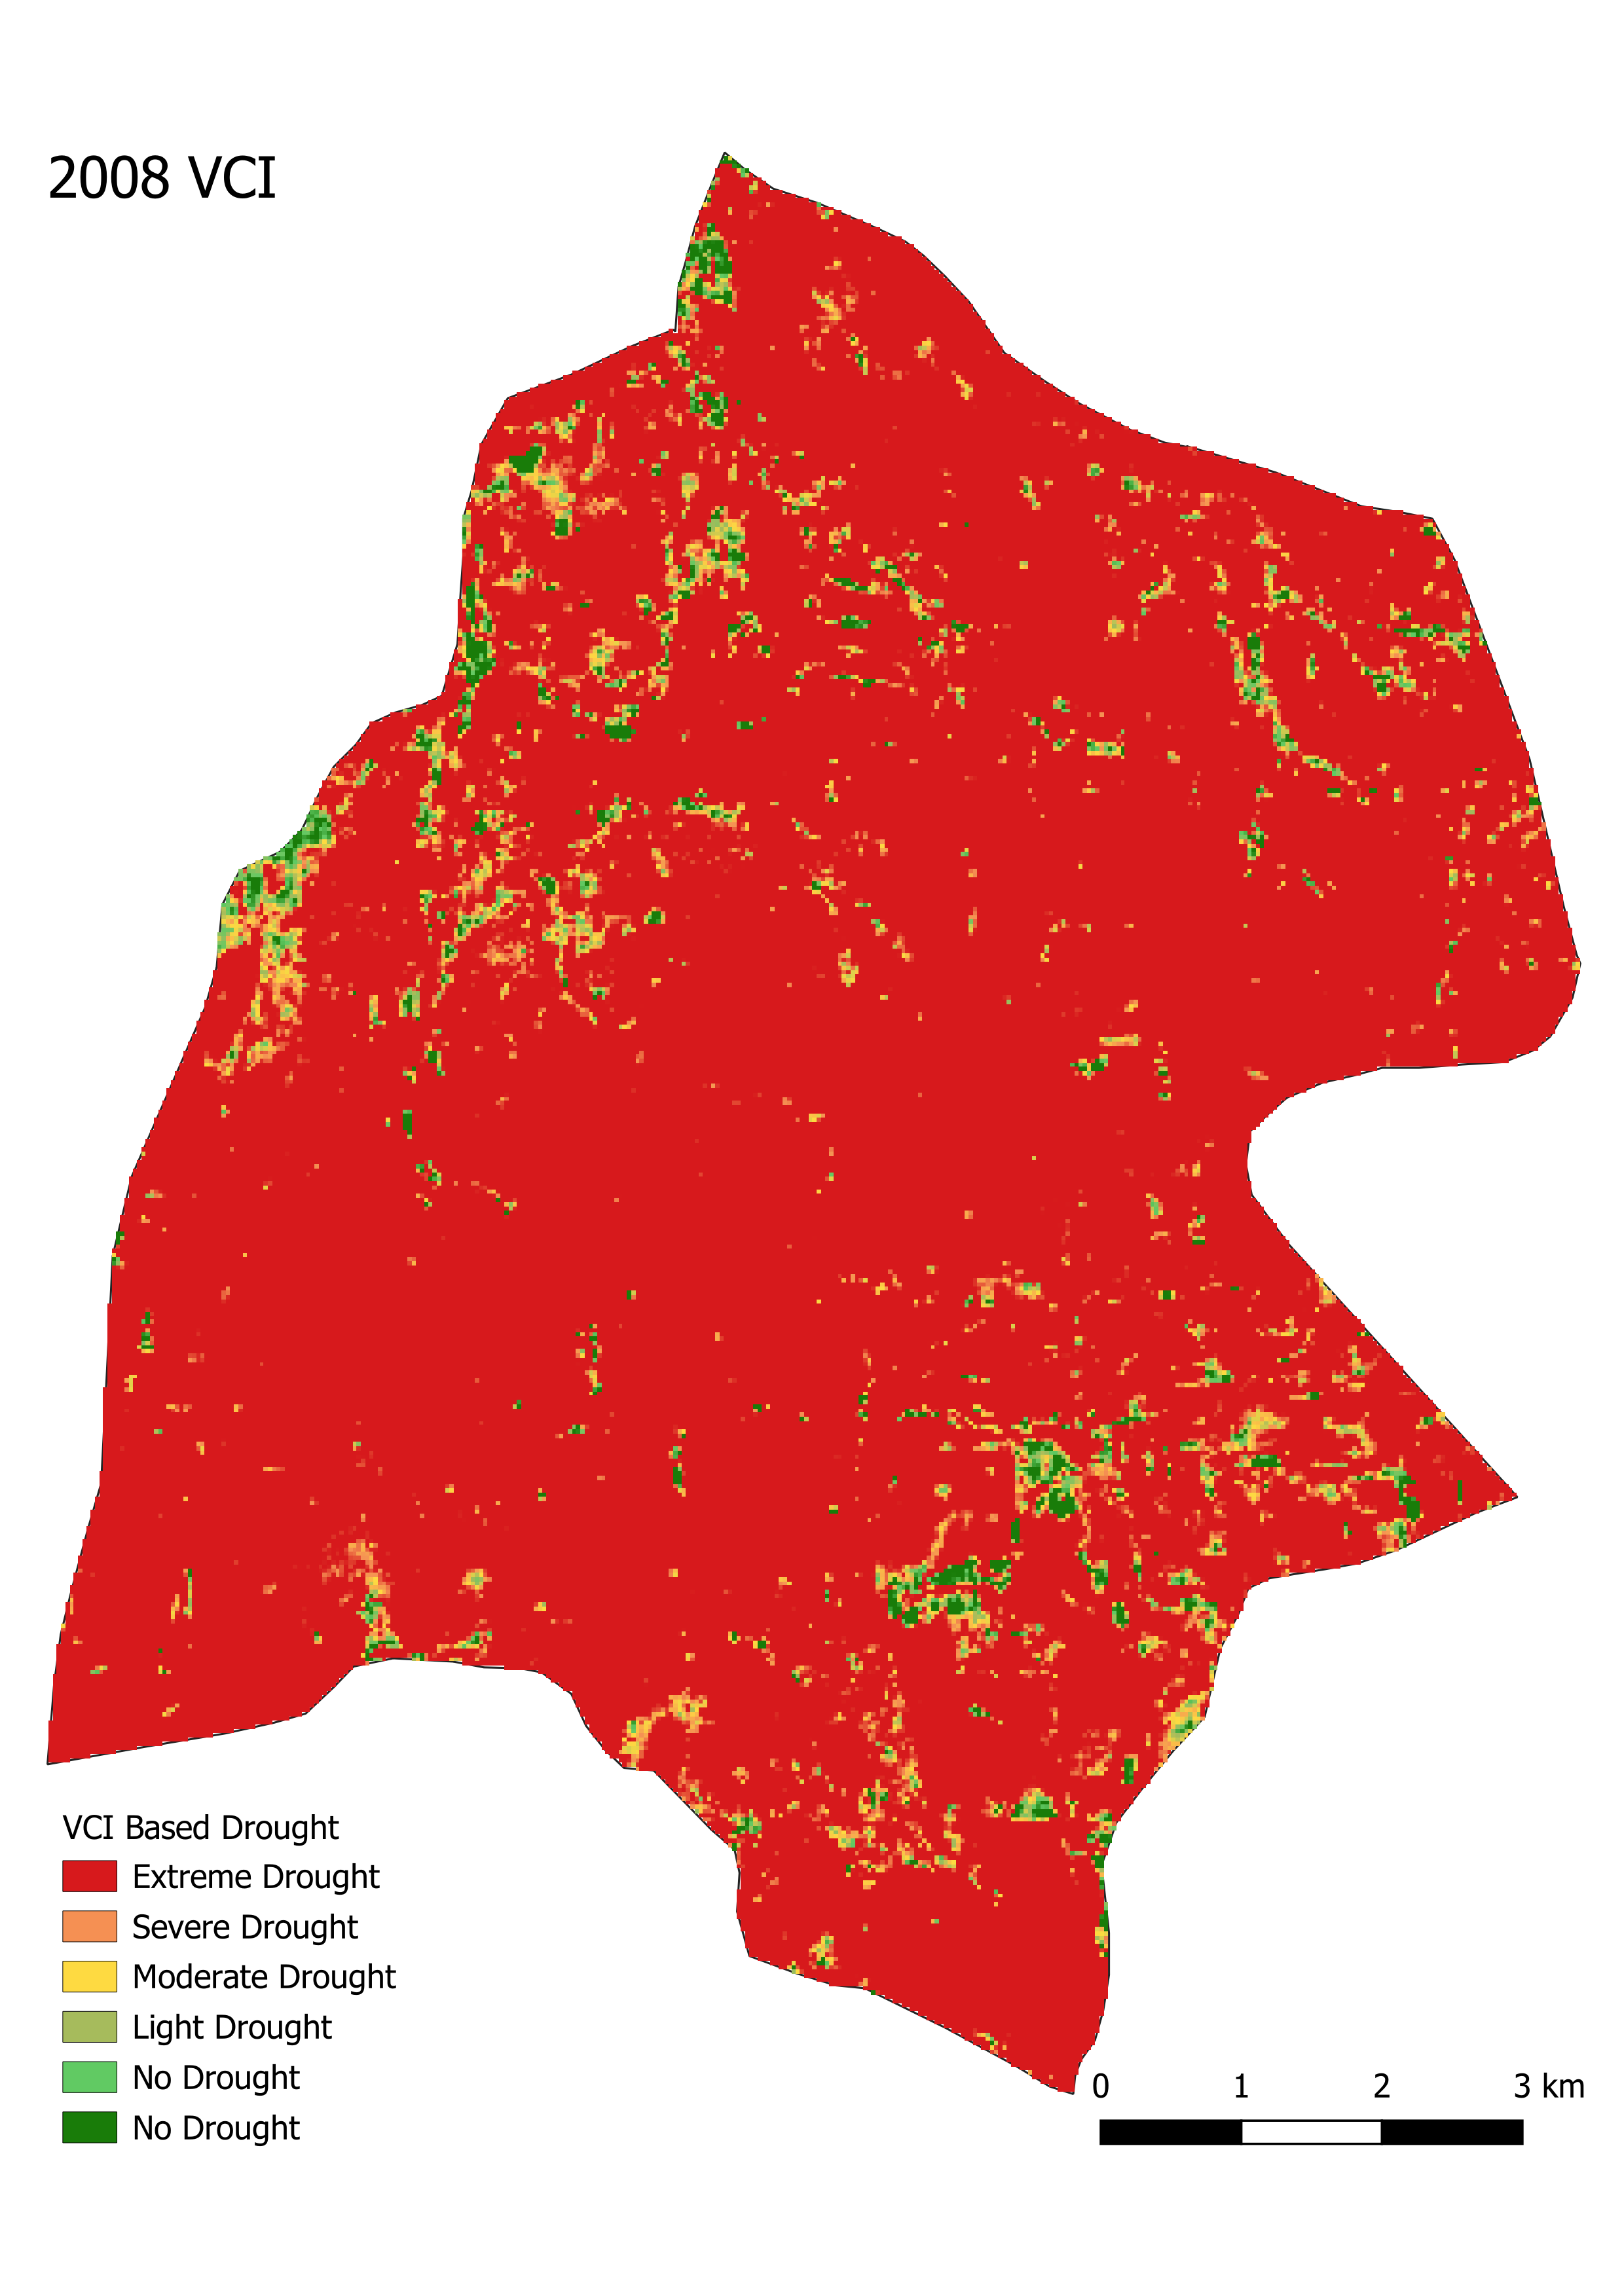 2008 VCI
VCI Based Drought
Extreme Drought
Severe Drought
Moderate Drought
Light Drought
No Drought
No Drought
0 1 2 3 km